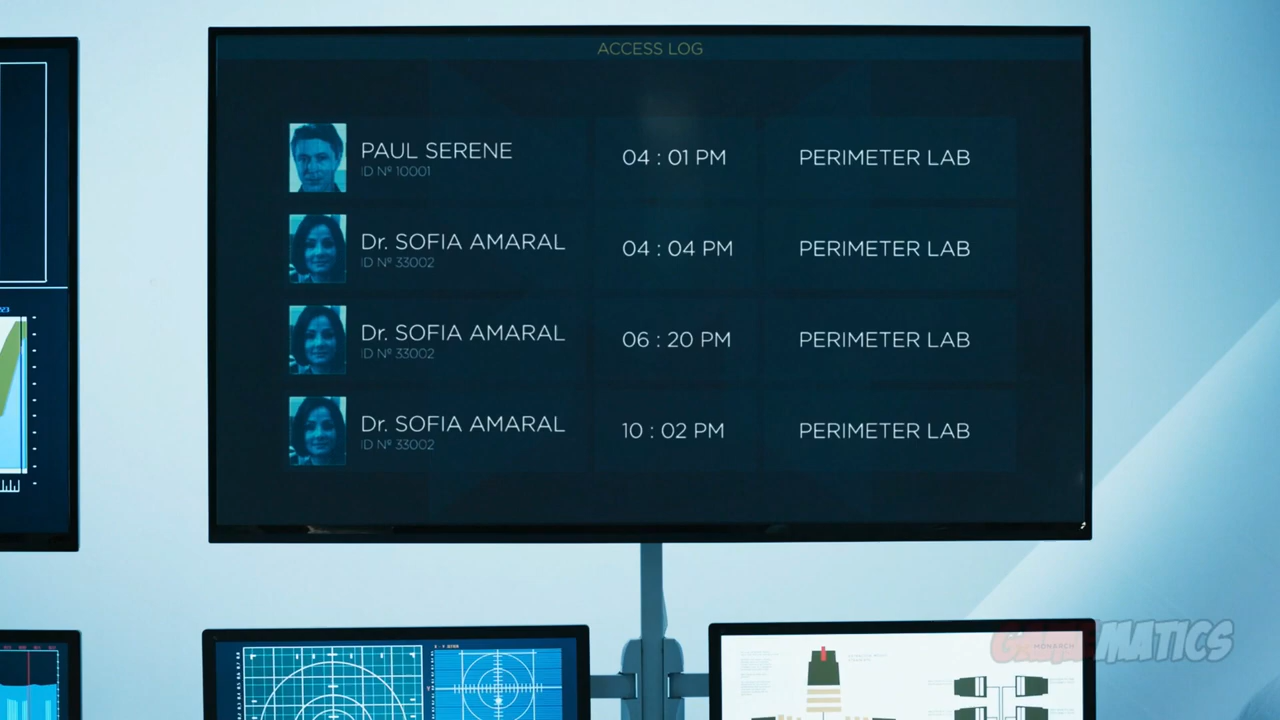 ACCESS LOG
PAUL SERENE
ID Nº 10001
04 : 01 PM
PERIMETER LAB
Dr. SOFIA AMARAL
ID Nº 33002
04 : 04 PM
PERIMETER LAB
Dr. SOFIA AMARAL
ID Nº 33002
06 : 20 PM
PERIMETER LAB
Dr. SOFIA AMARAL
ID Nº 33002
10 : 02 PM
PERIMETER LAB
MONARCH